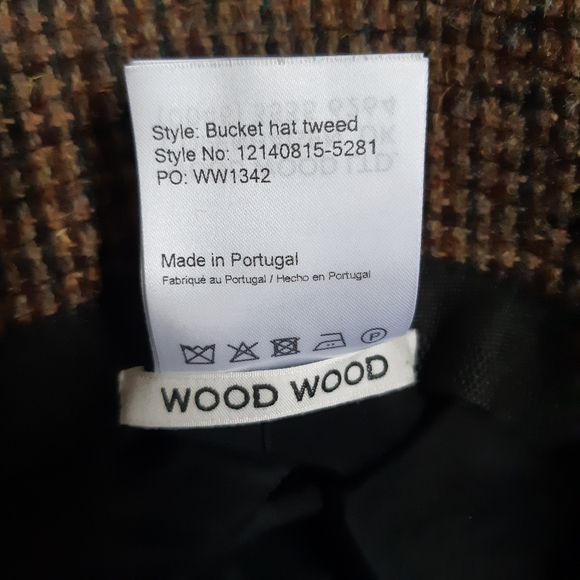 Style: Bucket hat tweed
Style No: 12140815-5281
PO: WW1342
Made in Portugal
Fabriqué au Portugal / Hecho en Portugal
P
WOOD WOOD